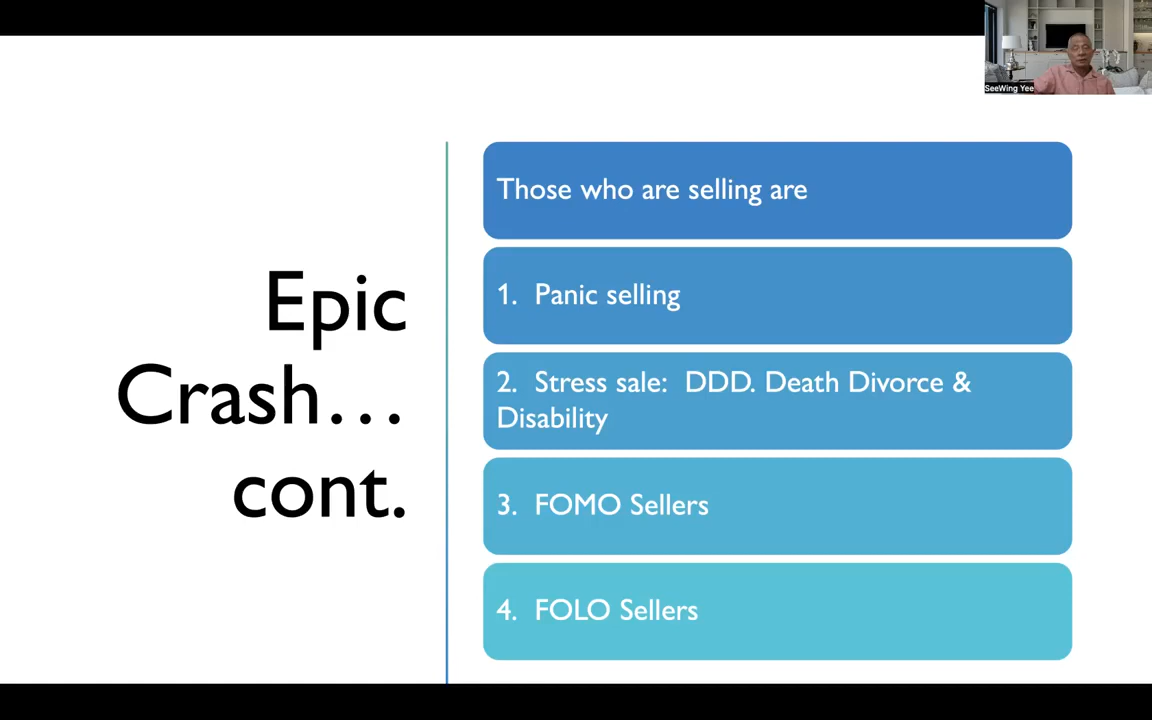 SeeWing Yee
Epic
Crash…
cont.
Those who are selling are
1. Panic selling
2. Stress sale: DDD. Death Divorce &
Disability
3. FOMO Sellers
4. FOLO Sellers